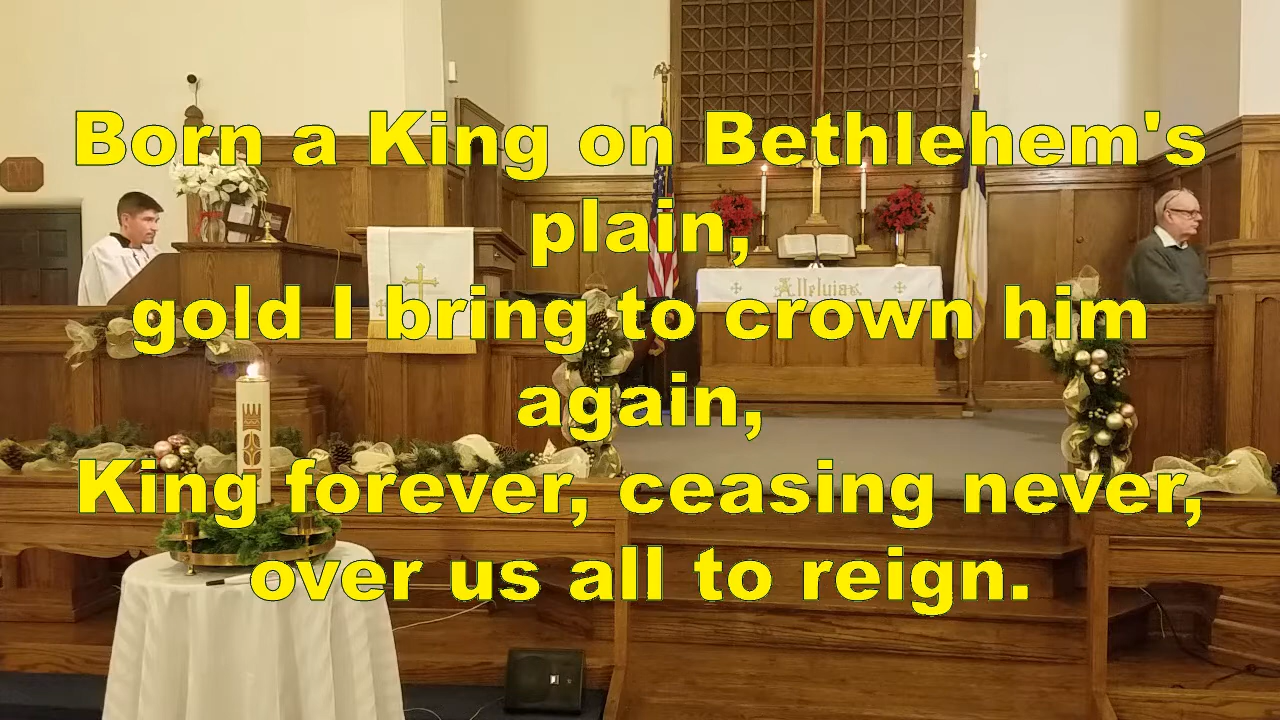 Born a King on Bethlehem's
plain,
gold I bring to crown him
again,
King forever, ceasing never,
over us all to reign.
Alleluia